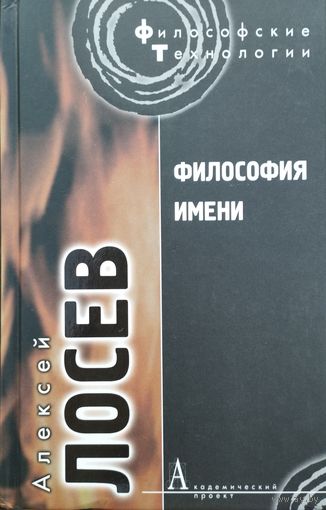 Философские
Технологии
ФИЛОСОФИЯ
ИМЕНИ
Алексей
ЛОСЕВ
Академический
проект